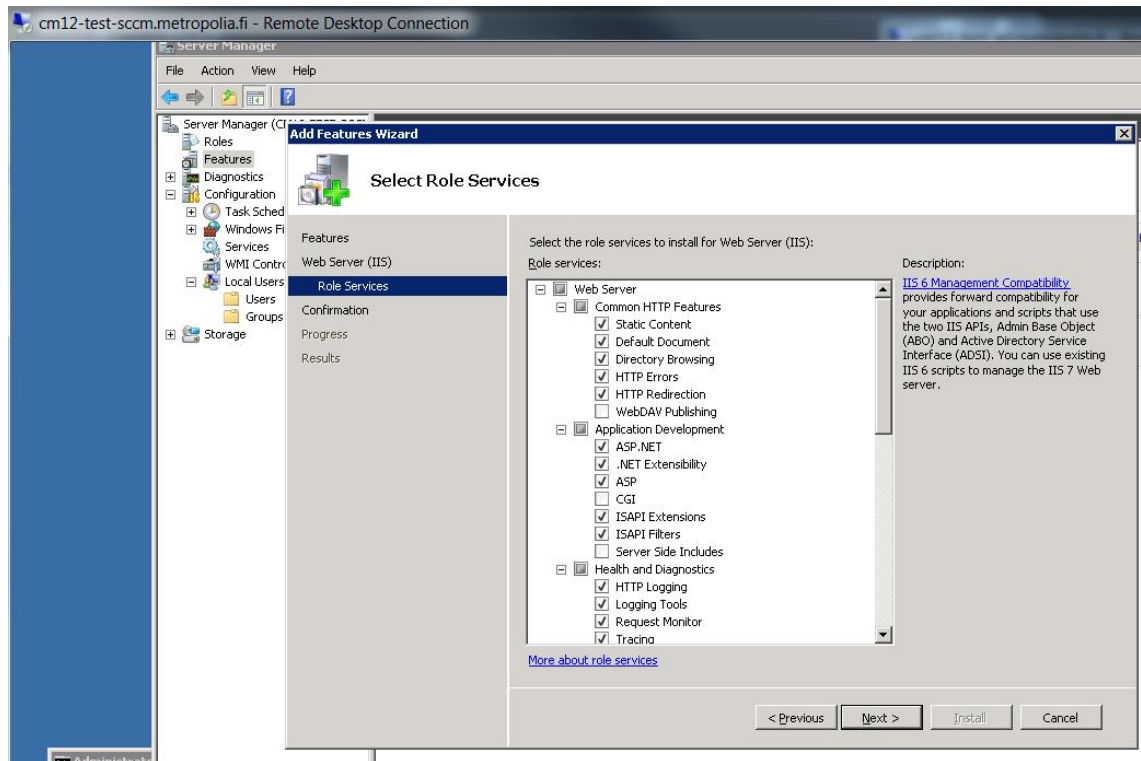 cm12-test-sccm.metropolia.fi - Remote Desktop Connection
Server Manager
File Action View Help
Server Manager (
Roles
Features
Diagnostics
Configuration
Task Sched
Windows Fi
Services
WMI Contro
Local Users
Users
Groups
Storage
Add Features Wizard
Select Role Services
Features
Web Server (IIS)
Role Services
Confirmation
Progress
Results
Select the role services to install for Web Server (IIS):
Role services:
Web Server
Common HTTP Features
Static Content
Default Document
Directory Browsing
HTTP Errors
HTTP Redirection
WebDAV Publishing
Application Development
ASP.NET
.NET Extensibility
ASP
CGI
ISAPI Extensions
ISAPI Filters
Server Side Includes
Health and Diagnostics
HTTP Logging
Logging Tools
Request Monitor
Tracing
More about role services
Description:
IIS 6 Management Compatibility
provides forward compatibility for
your applications and scripts that use
the two IIS APIs, Admin Base Object
(ABO) and Active Directory Service
Interface (ADSI). You can use existing
IIS 6 scripts to manage the IIS 7 Web
server.
< Previous Next > Install Cancel